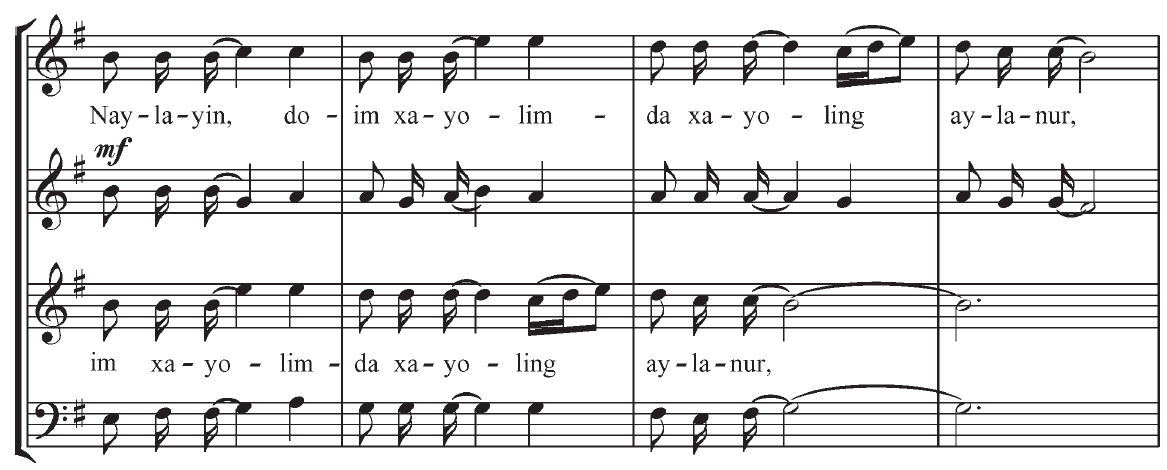 Nay-la-yin, do-im xa-yo-lim-da xa-yo-ling ay-la-nur,
mf
im xa-yo-lim-da xa-yo-ling ay-la-nur,